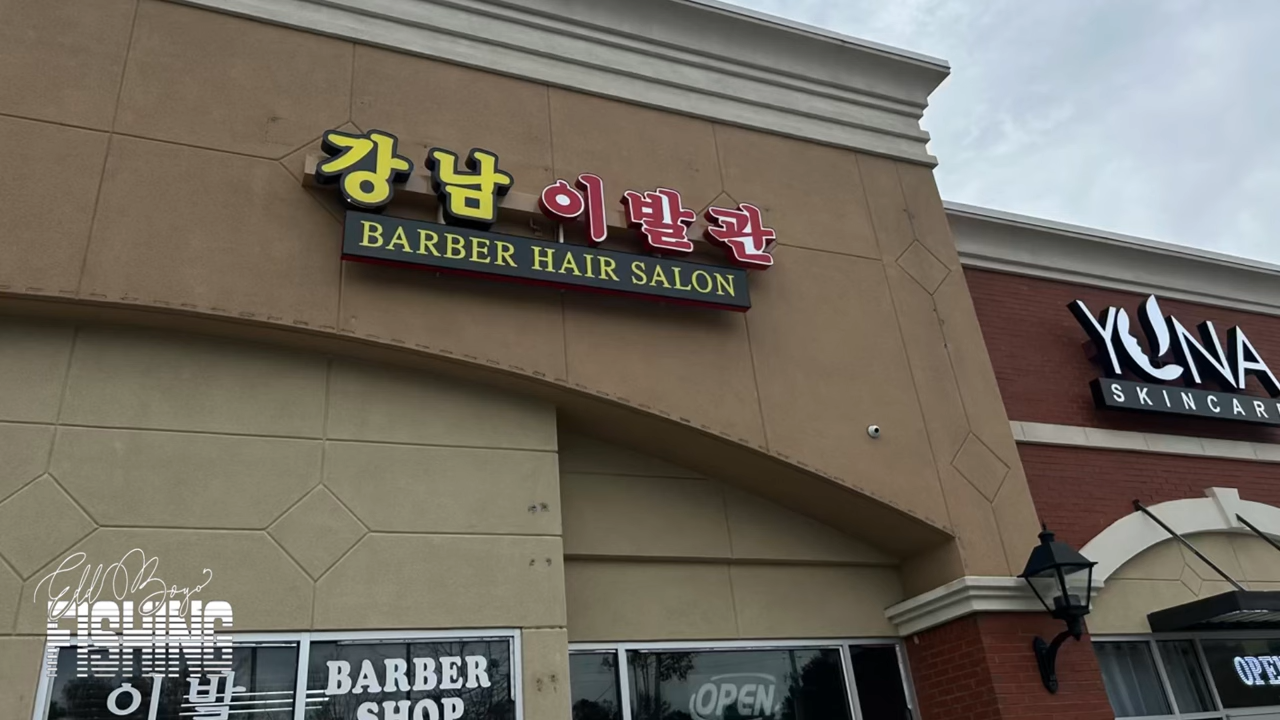 강남이발관
BARBER HAIR SALON
YUNA
SKINCARE
Ell Boyo
FISHING
이발
BARBER
SHOP
OPEN
OPEN